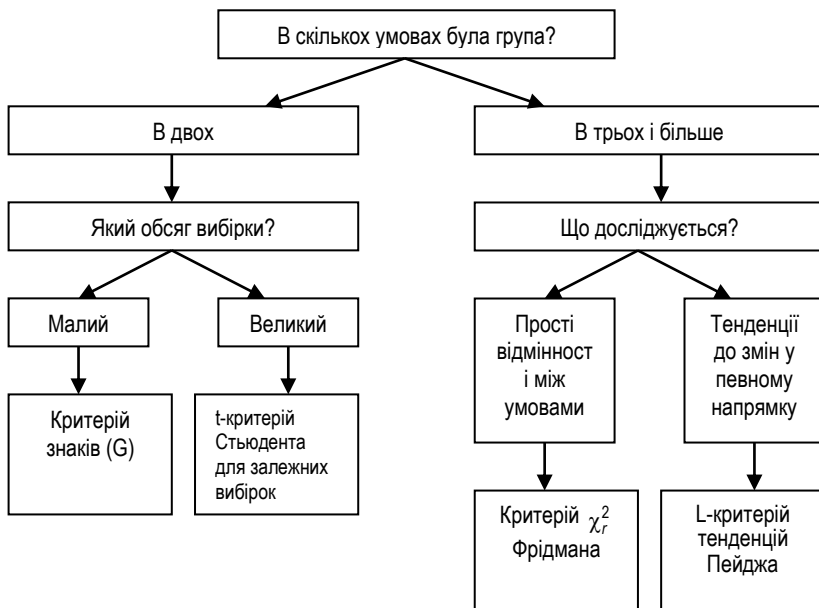 В скількох умовах була група?
В двох
В трьох і більше
Який обсяг вибірки?
Що досліджується?
Малий
Великий
Прості
відмінност
і між
умовами
Тенденції
до змін у
певному
напрямку
Критерій
знаків (G)
t-критерій
Стьюдента
для залежних
вибірок
Критерій χ²ᵣ
Фрідмана
L-критерій
тенденцій
Пейджа